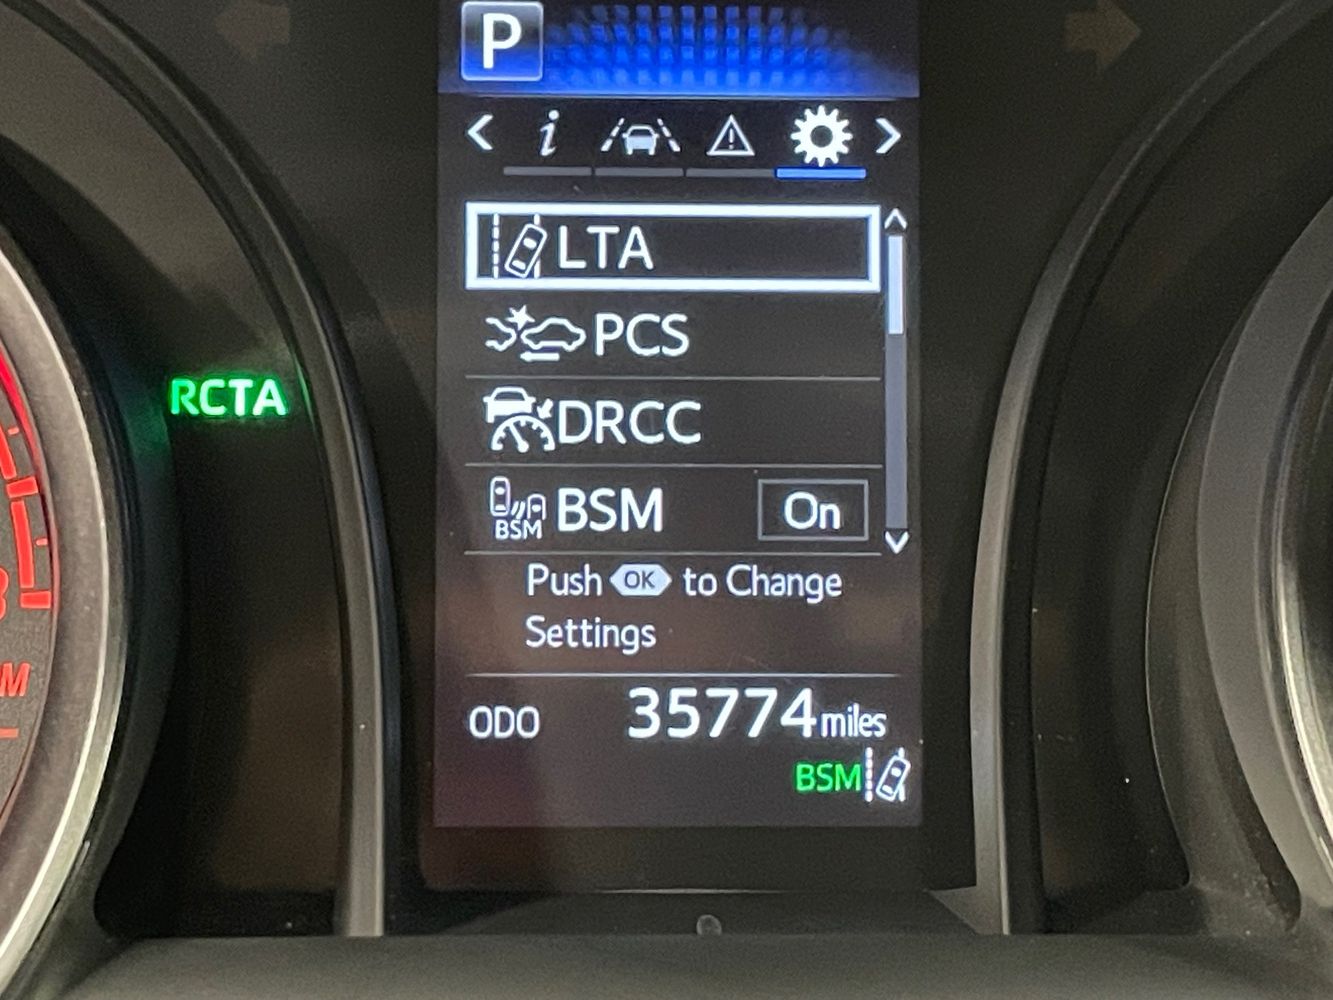 P
i
LTA
PCS
RCTA
DRCC
BSM
BSM On
Push OK to Change
Settings
ODO 35774 miles
BSM